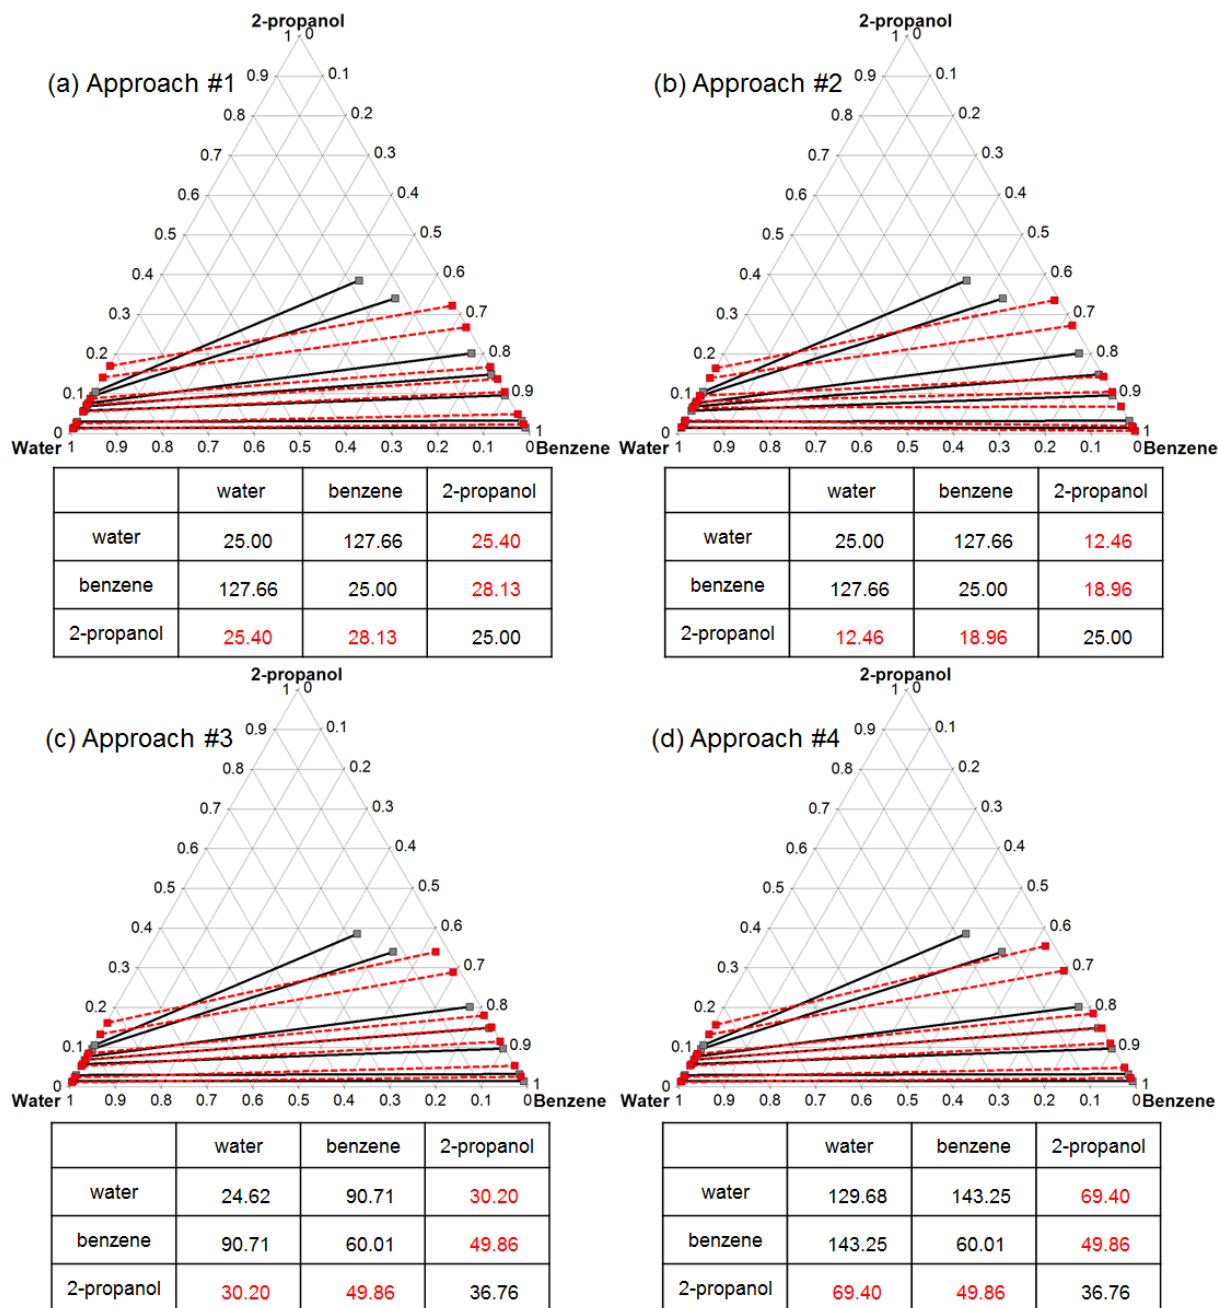 2-propanol
1 0
(a) Approach #1
0.9 0.1
0.8 0.2
0.7 0.3
0.6 0.4
0.5 0.5
0.4 0.6
0.3 0.7
0.2 0.8
0.1 0.9
0 1
Water 1 0.9 0.8 0.7 0.6 0.5 0.4 0.3 0.2 0.1 0 Benzene
water benzene 2-propanol
water 25.00 127.66 25.40
benzene 127.66 25.00 28.13
2-propanol 25.40 28.13 25.00
2-propanol
1 0
(b) Approach #2
0.9 0.1
0.8 0.2
0.7 0.3
0.6 0.4
0.5 0.5
0.4 0.6
0.3 0.7
0.2 0.8
0.1 0.9
0 1
Water 1 0.9 0.8 0.7 0.6 0.5 0.4 0.3 0.2 0.1 0 Benzene
water benzene 2-propanol
water 25.00 127.66 12.46
benzene 127.66 25.00 18.96
2-propanol 12.46 18.96 25.00
2-propanol
1 0
(c) Approach #3
0.9 0.1
0.8 0.2
0.7 0.3
0.6 0.4
0.5 0.5
0.4 0.6
0.3 0.7
0.2 0.8
0.1 0.9
0 1
Water 1 0.9 0.8 0.7 0.6 0.5 0.4 0.3 0.2 0.1 0 Benzene
water benzene 2-propanol
water 24.62 90.71 30.20
benzene 90.71 60.01 49.86
2-propanol 30.20 49.86 36.76
2-propanol
1 0
(d) Approach #4
0.9 0.1
0.8 0.2
0.7 0.3
0.6 0.4
0.5 0.5
0.4 0.6
0.3 0.7
0.2 0.8
0.1 0.9
0 1
Water 1 0.9 0.8 0.7 0.6 0.5 0.4 0.3 0.2 0.1 0 Benzene
water benzene 2-propanol
water 129.68 143.25 69.40
benzene 143.25 60.01 49.86
2-propanol 69.40 49.86 36.76